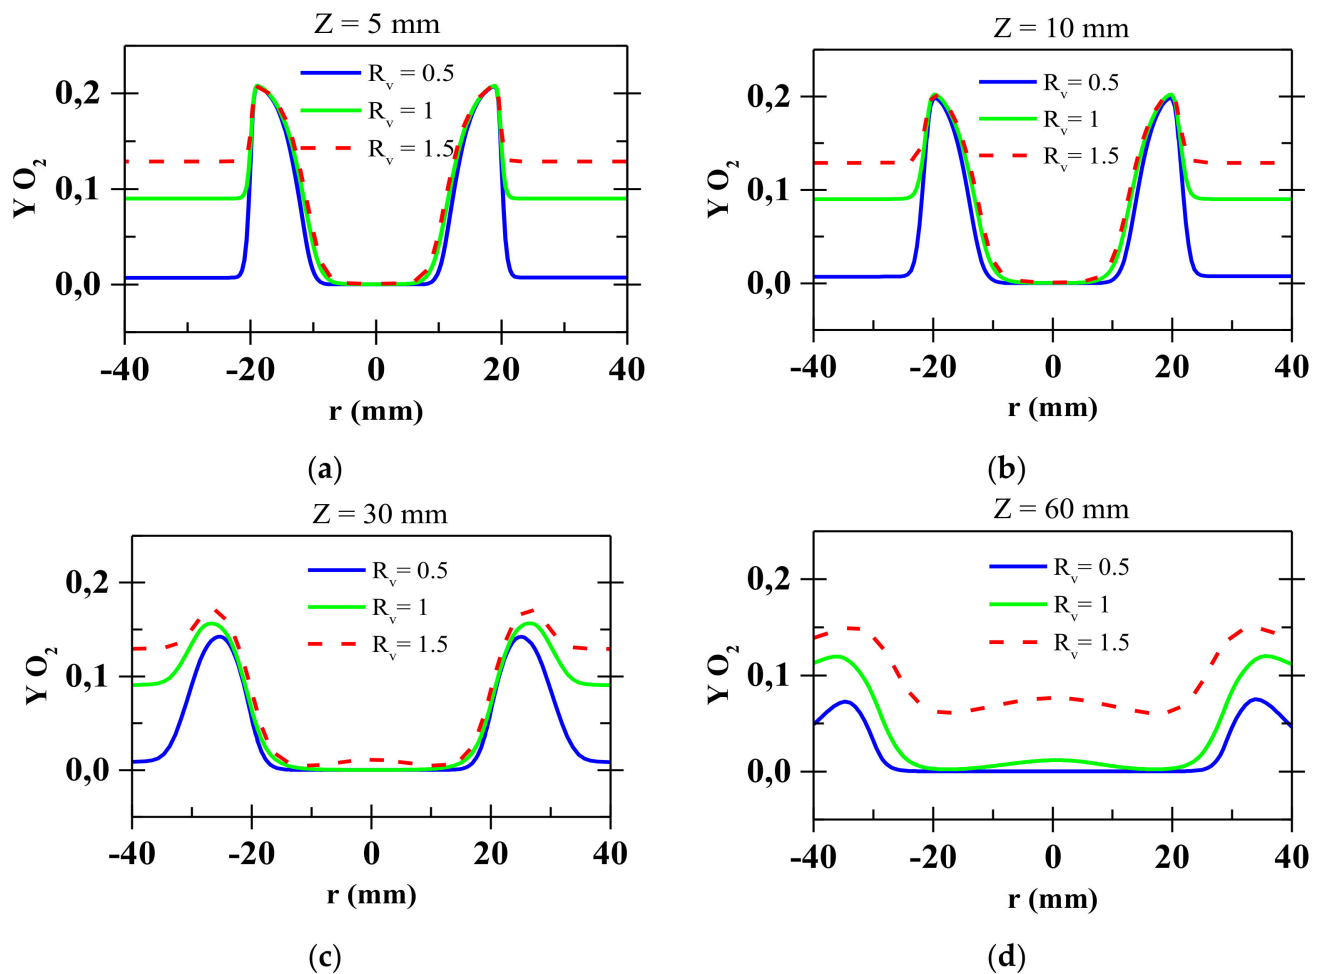 Z = 5 mm
R_v = 0.5
R_v = 1
R_v = 1.5
0,2
0,1
0,0
Y O_2
-40 -20 0 20 40
r (mm)
(a)
Z = 10 mm
R_v = 0.5
R_v = 1
R_v = 1.5
0,2
0,1
0,0
Y O_2
-40 -20 0 20 40
r (mm)
(b)
Z = 30 mm
R_v = 0.5
R_v = 1
R_v = 1.5
0,2
0,1
0,0
Y O_2
-40 -20 0 20 40
r (mm)
(c)
Z = 60 mm
R_v = 0.5
R_v = 1
R_v = 1.5
0,2
0,1
0,0
Y O_2
-40 -20 0 20 40
r (mm)
(d)